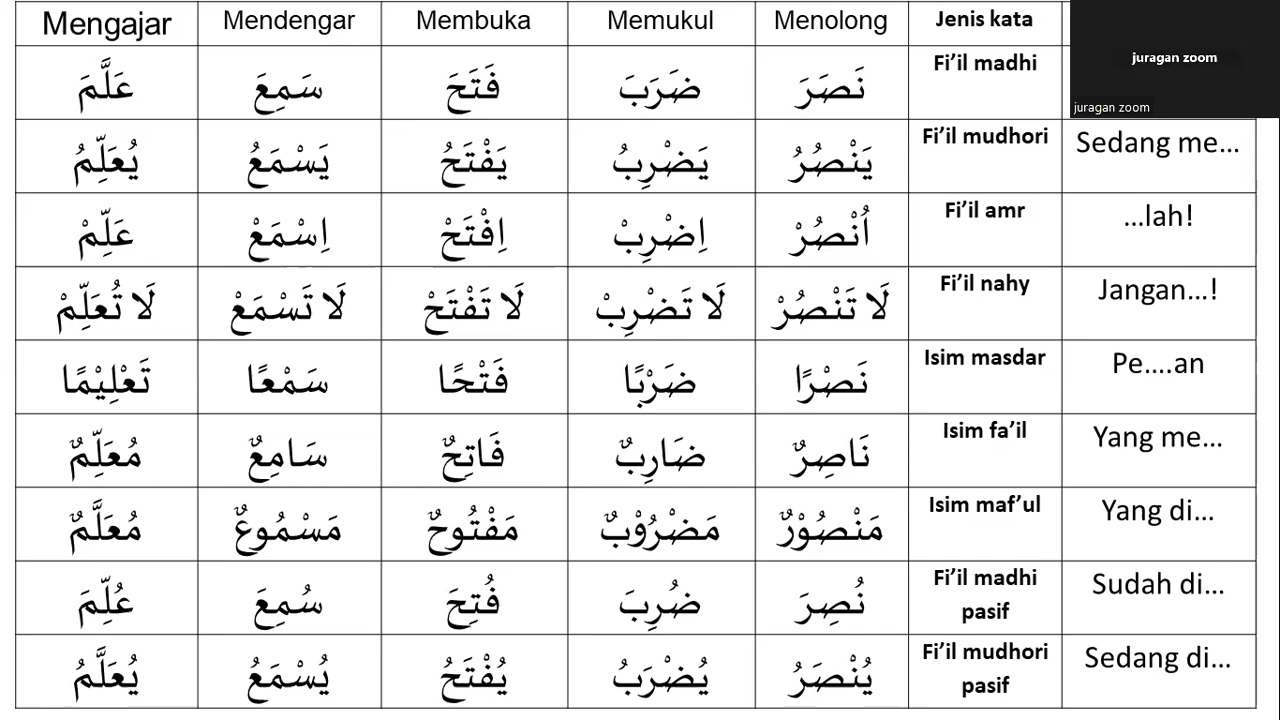 Mengajar Mendengar Membuka Memukul Menolong Jenis kata juragan zoom
juragan zoom
عَلَّمَ سَمِعَ فَتَحَ ضَرَبَ نَصَرَ Fi’il madhi
يُعَلِّمُ يَسْمَعُ يَفْتَحُ يَضْرِبُ يَنْصُرُ Fi’il mudhori Sedang me...
عَلِّمْ اِسْمَعْ اِفْتَحْ اِضْرِبْ اُنْصُرْ Fi’il amr ...lah!
لَا تُعَلِّمْ لَا تَسْمَعْ لَا تَفْتَحْ لَا تَضْرِبْ لَا تَنْصُرْ Fi’il nahy Jangan...!
تَعْلِيْمًا سَمْعًا فَتْحًا ضَرْبًا نَصْرًا Isim masdar Pe....an
مُعَلِّمٌ سَامِعٌ فَاتِحٌ ضَارِبٌ نَاصِرٌ Isim fa’il Yang me...
مُعَلَّمٌ مَسْمُوعٌ مَفْتُوحٌ مَضْرُوْبٌ مَنْصُوْرٌ Isim maf’ul Yang di...
عُلِّمَ سُمِعَ فُتِحَ ضُرِبَ نُصِرَ Fi’il madhi pasif Sudah di...
يُعَلَّمُ يُسْمَعُ يُفْتَحُ يُضْرَبُ يُنْصَرُ Fi’il mudhori pasif Sedang di...